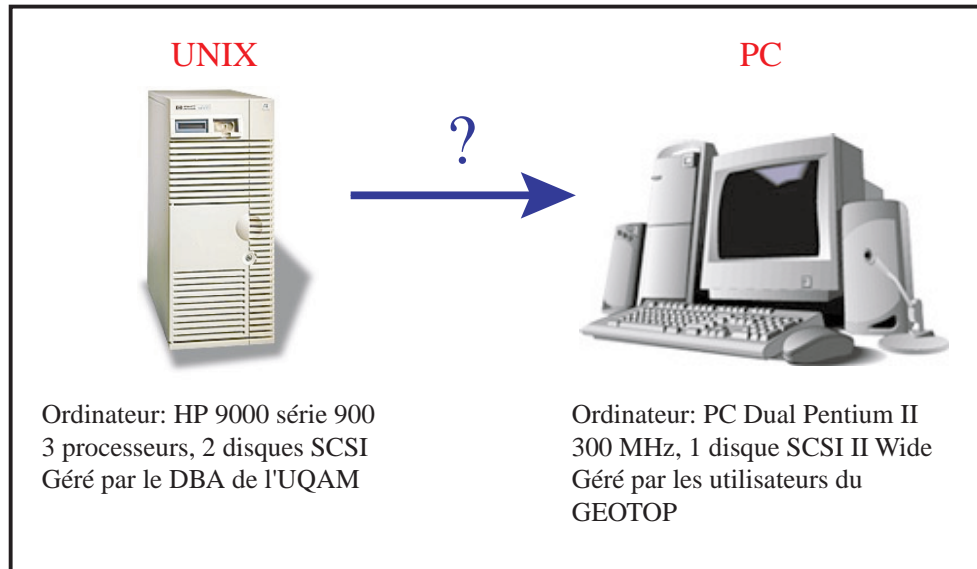 UNIX
PC
?
Ordinateur: HP 9000 série 900
3 processeurs, 2 disques SCSI
Géré par le DBA de l'UQAM
Ordinateur: PC Dual Pentium II
300 MHz, 1 disque SCSI II Wide
Géré par les utilisateurs du
GEOTOP